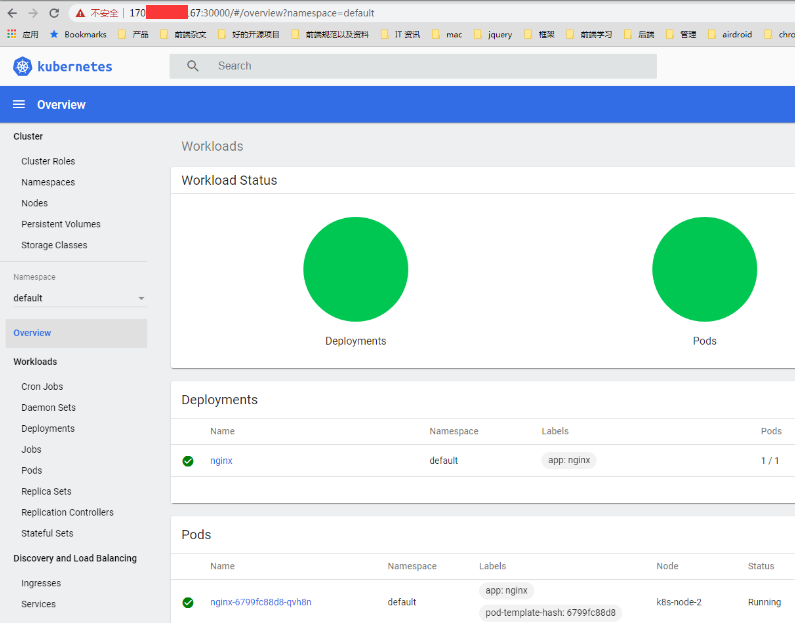 不安全 | 170 .67:30000/#/overview?namespace=default
应用 Bookmarks 产品 前端杂文 好的开源项目 前端规范以及资料 IT 资讯 mac jquery 框架 前端学习 后端 管理 airdroid chro
kubernetes
Search
Overview
Cluster
Cluster Roles
Namespaces
Nodes
Persistent Volumes
Storage Classes
Namespace
default
Overview
Workloads
Cron Jobs
Daemon Sets
Deployments
Jobs
Pods
Replica Sets
Replication Controllers
Stateful Sets
Discovery and Load Balancing
Ingresses
Services
Workloads
Workload Status
Deployments Pods
Deployments
Name Namespace Labels Pods
nginx default app: nginx 1 / 1
Pods
Name Namespace Labels Node Status
app: nginx
nginx-6799fc88d8-qvh8n default k8s-node-2 Running
pod-template-hash: 6799fc88d8